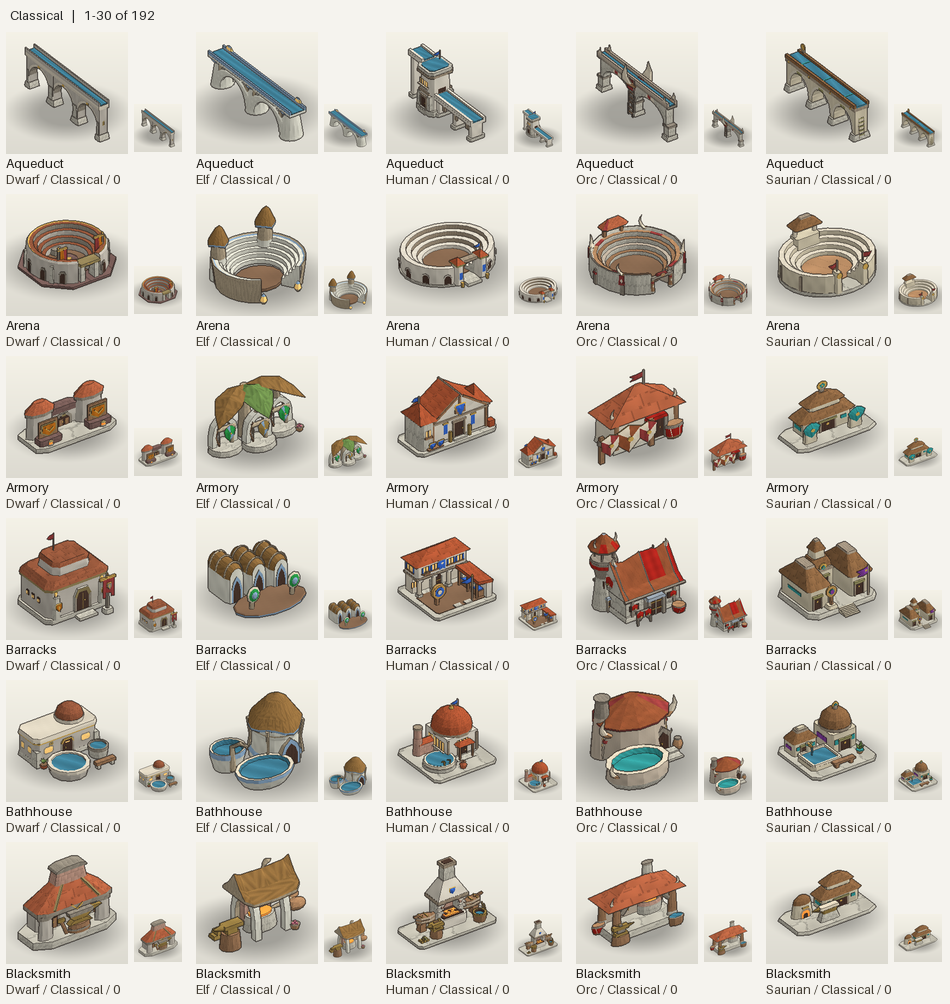 Classical | 1-30 of 192
Aqueduct Aqueduct Aqueduct Aqueduct Aqueduct
Dwarf / Classical / 0 Elf / Classical / 0 Human / Classical / 0 Orc / Classical / 0 Saurian / Classical / 0
Arena Arena Arena Arena Arena
Dwarf / Classical / 0 Elf / Classical / 0 Human / Classical / 0 Orc / Classical / 0 Saurian / Classical / 0
Armory Armory Armory Armory Armory
Dwarf / Classical / 0 Elf / Classical / 0 Human / Classical / 0 Orc / Classical / 0 Saurian / Classical / 0
Barracks Barracks Barracks Barracks Barracks
Dwarf / Classical / 0 Elf / Classical / 0 Human / Classical / 0 Orc / Classical / 0 Saurian / Classical / 0
Bathhouse Bathhouse Bathhouse Bathhouse Bathhouse
Dwarf / Classical / 0 Elf / Classical / 0 Human / Classical / 0 Orc / Classical / 0 Saurian / Classical / 0
Blacksmith Blacksmith Blacksmith Blacksmith Blacksmith
Dwarf / Classical / 0 Elf / Classical / 0 Human / Classical / 0 Orc / Classical / 0 Saurian / Classical / 0